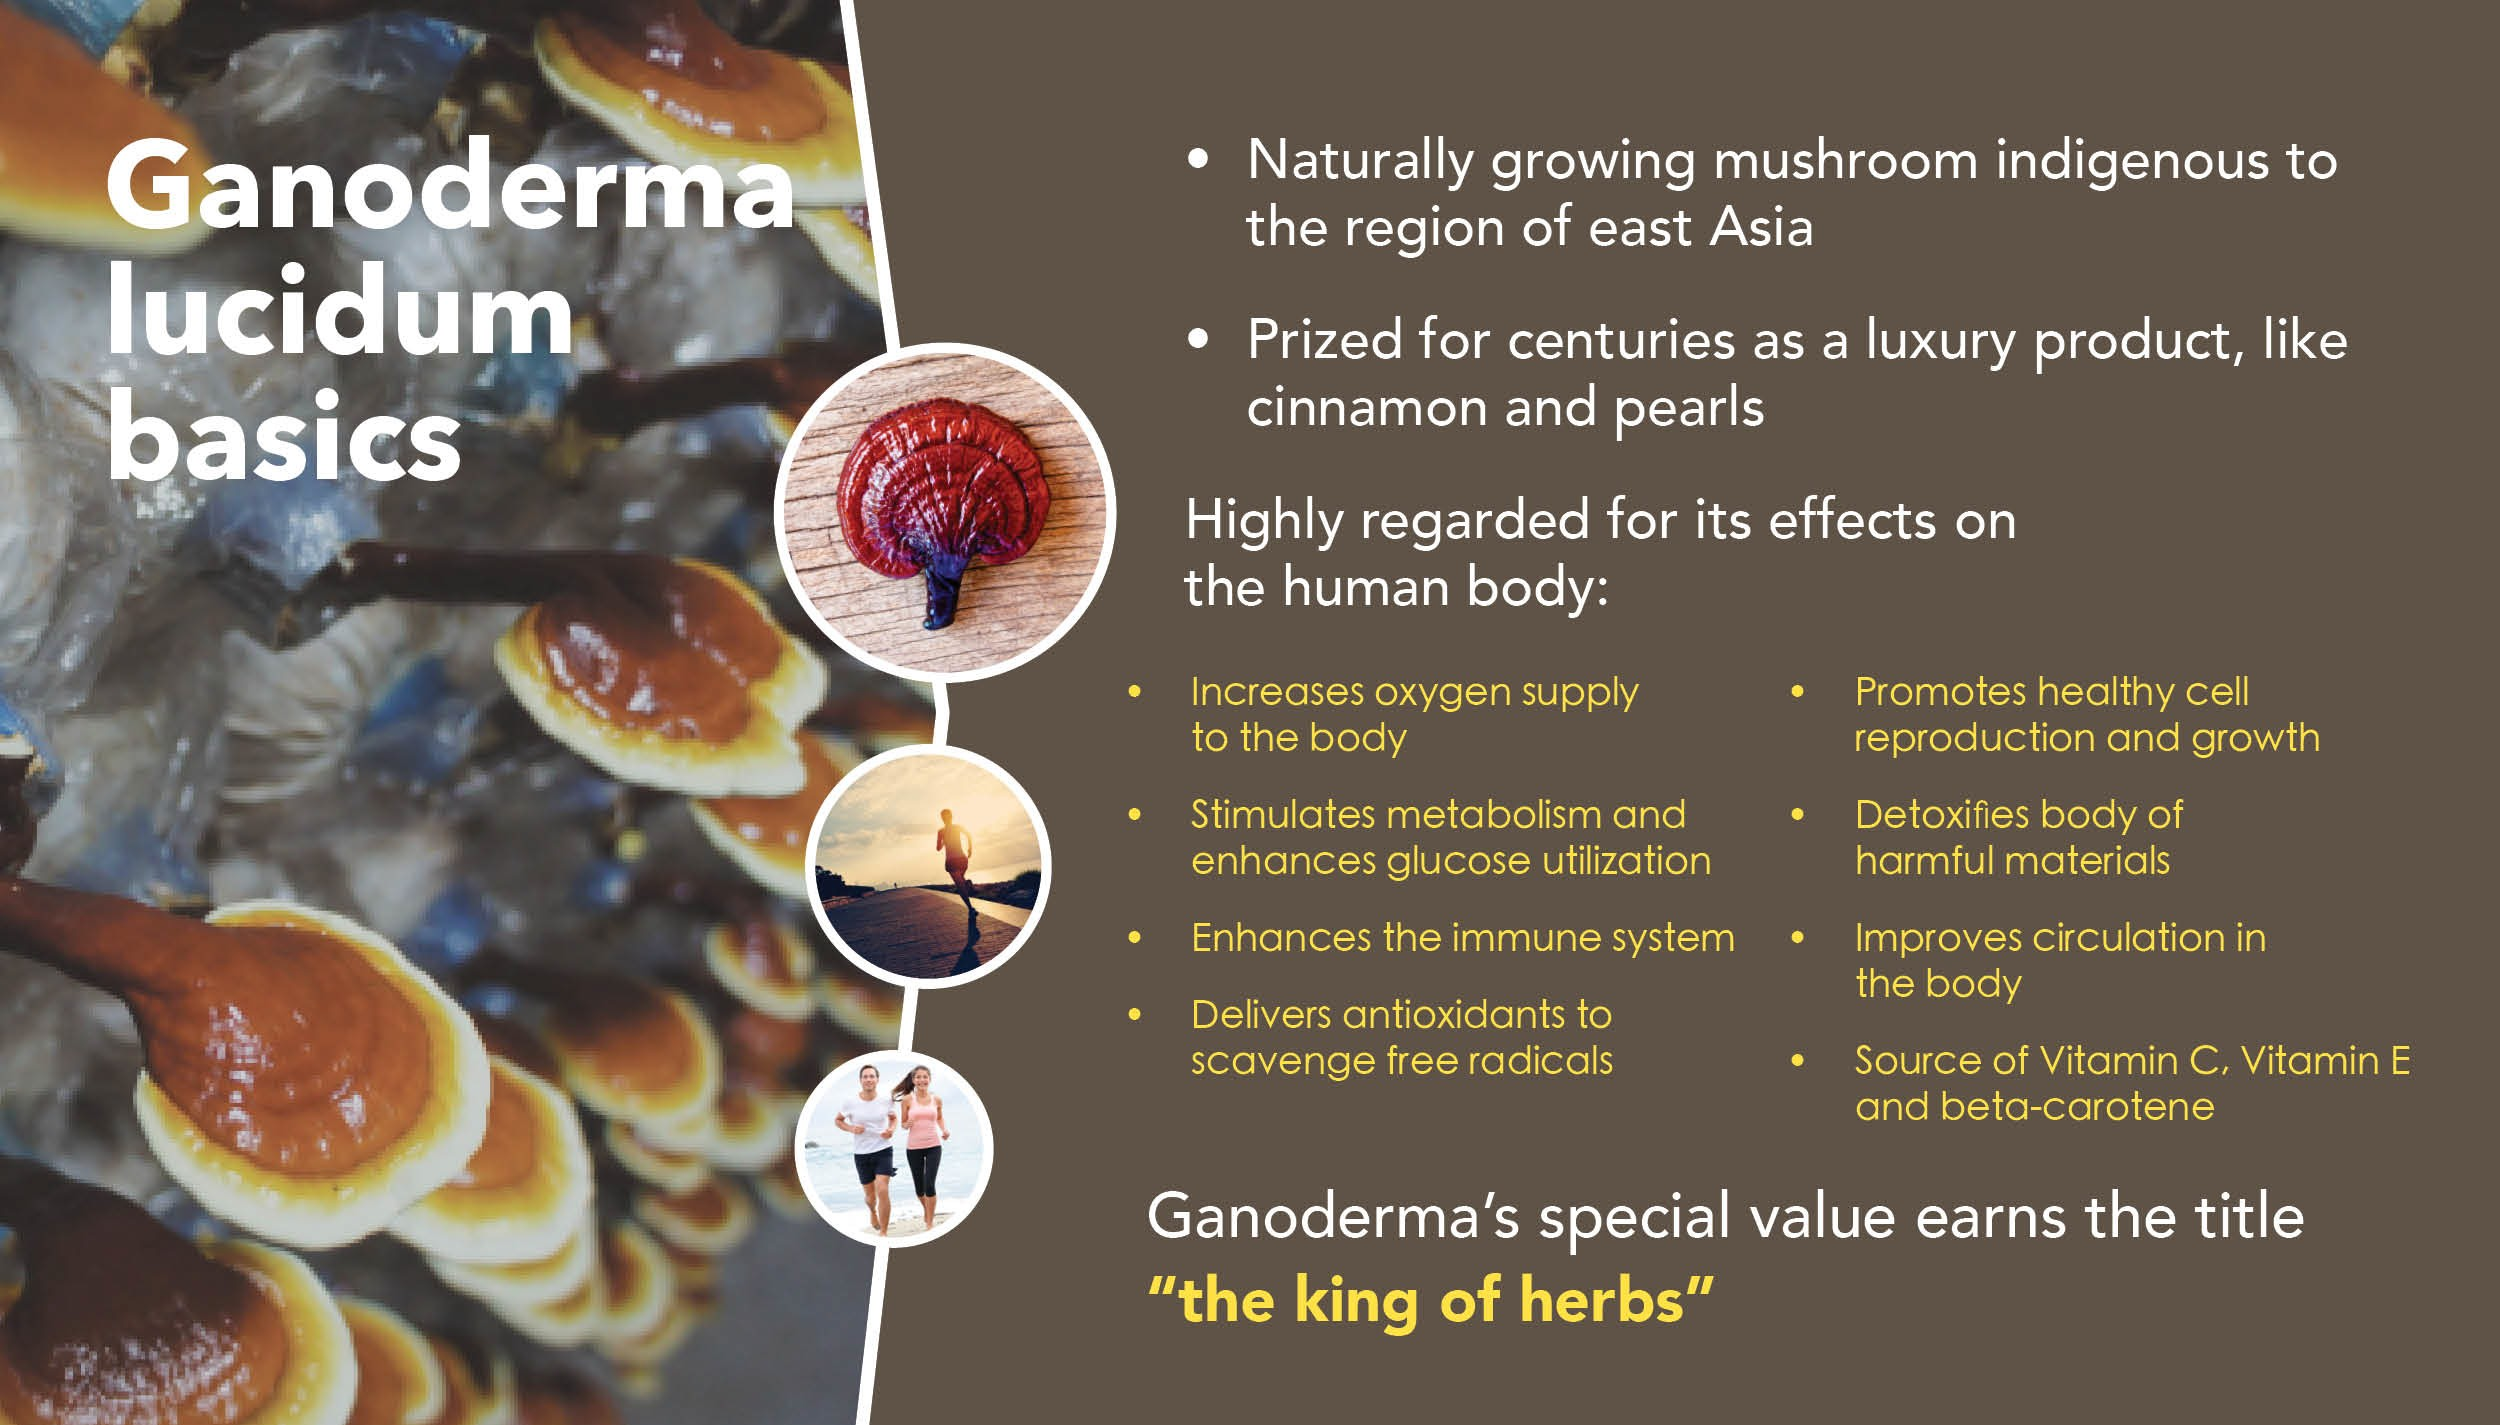 Ganoderma
lucidum
basics
• Naturally growing mushroom indigenous to
the region of east Asia
• Prized for centuries as a luxury product, like
cinnamon and pearls
Highly regarded for its effects on
the human body:
• Increases oxygen supply
to the body
• Stimulates metabolism and
enhances glucose utilization
• Enhances the immune system
• Delivers antioxidants to
scavenge free radicals
• Promotes healthy cell
reproduction and growth
• Detoxifies body of
harmful materials
• Improves circulation in
the body
• Source of Vitamin C, Vitamin E
and beta-carotene
Ganoderma’s special value earns the title
“the king of herbs”